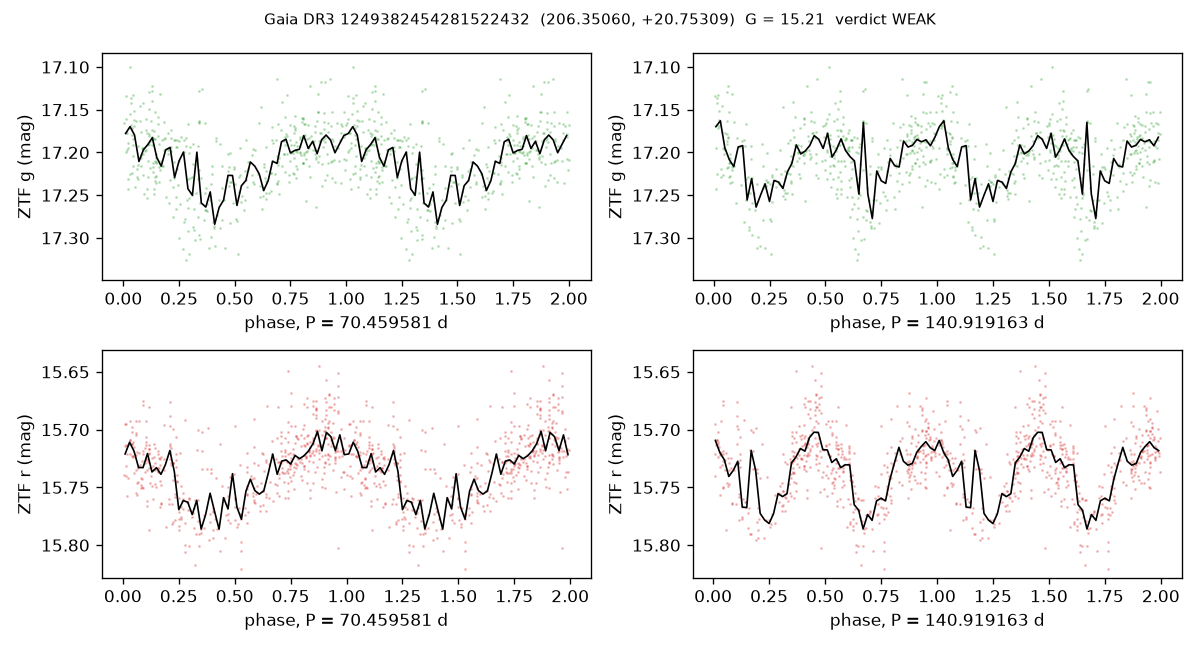 Gaia DR3 1249382454281522432  (206.35060, +20.75309)  G = 15.21  verdict WEAK
17.10
17.15
17.20
17.25
17.30
ZTF g (mag)
0.00 0.25 0.50 0.75 1.00 1.25 1.50 1.75 2.00
phase, P = 70.459581 d
17.10
17.15
17.20
17.25
17.30
ZTF g (mag)
0.00 0.25 0.50 0.75 1.00 1.25 1.50 1.75 2.00
phase, P = 140.919163 d
15.65
15.70
15.75
15.80
ZTF r (mag)
0.00 0.25 0.50 0.75 1.00 1.25 1.50 1.75 2.00
phase, P = 70.459581 d
15.65
15.70
15.75
15.80
ZTF r (mag)
0.00 0.25 0.50 0.75 1.00 1.25 1.50 1.75 2.00
phase, P = 140.919163 d